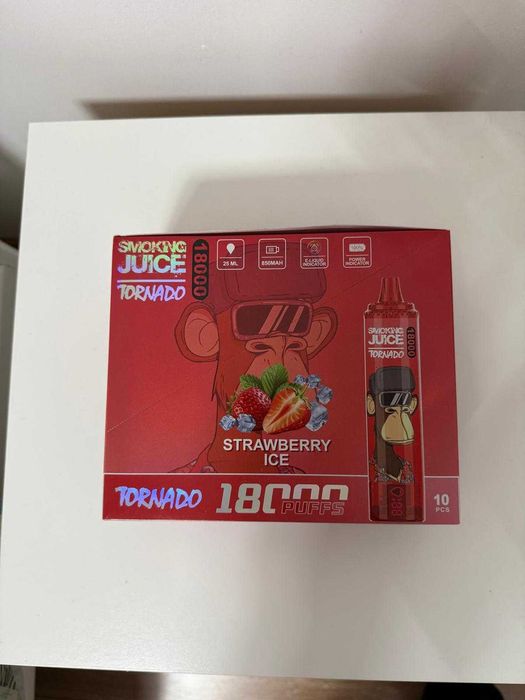 SMOKING
JUICE
TORNADO
18000
25 ML
850MAH
E-LIQUID
INDICATOR
100%
POWER
INDICATOR
SMOKING
JUICE
TORNADO
18000
STRAWBERRY
ICE
TORNADO
18000
PUFFS
10
PCS